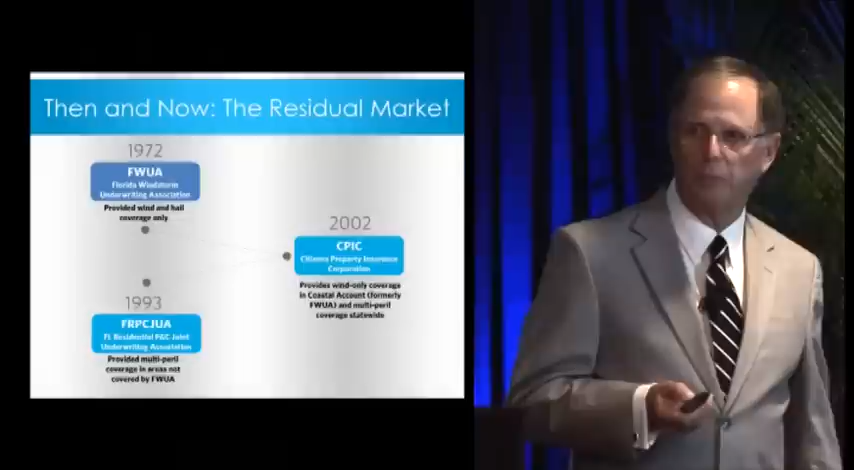 Then and Now: The Residual Market
1972
FWUA
Florida Windstorm
Underwriting Association
Provided wind and hail
coverage only
2002
CPIC
Citizens Property Insurance
Corporation
Provides wind-only coverage
in Coastal Account (formerly
FWUA) and multi-peril
coverage statewide
1993
FRPCJUA
FL Residential P&C Joint
Underwriting Association
Provided multi-peril
coverage in areas not
covered by FWUA